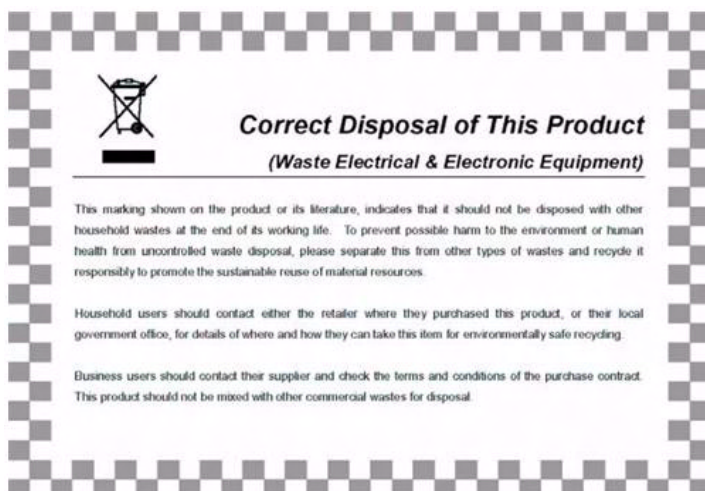 Correct Disposal of This Product
(Waste Electrical & Electronic Equipment)
This marking shown on the product or its literature, indicates that it should not be disposed with other
household wastes at the end of its working life. To prevent possible harm to the environment or human
health from uncontrolled waste disposal, please separate this from other types of wastes and recycle it
responsibly to promote the sustainable reuse of material resources.
Household users should contact either the retailer where they purchased this product, or their local
government office, for details of where and how they can take this item for environmentally safe recycling.
Business users should contact their supplier and check the terms and conditions of the purchase contract.
This product should not be mixed with other commercial wastes for disposal.